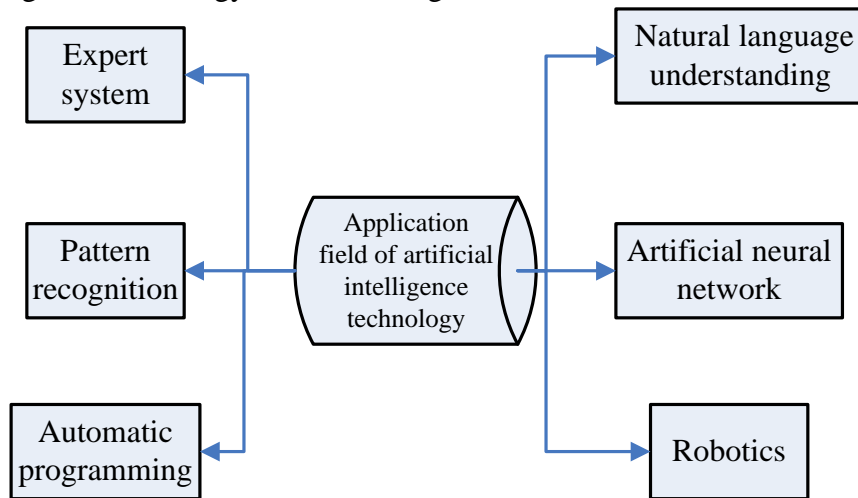 Expert
system
Natural language
understanding
Application
field of artificial
intelligence
technology
Pattern
recognition
Artificial neural
network
Automatic
programming
Robotics